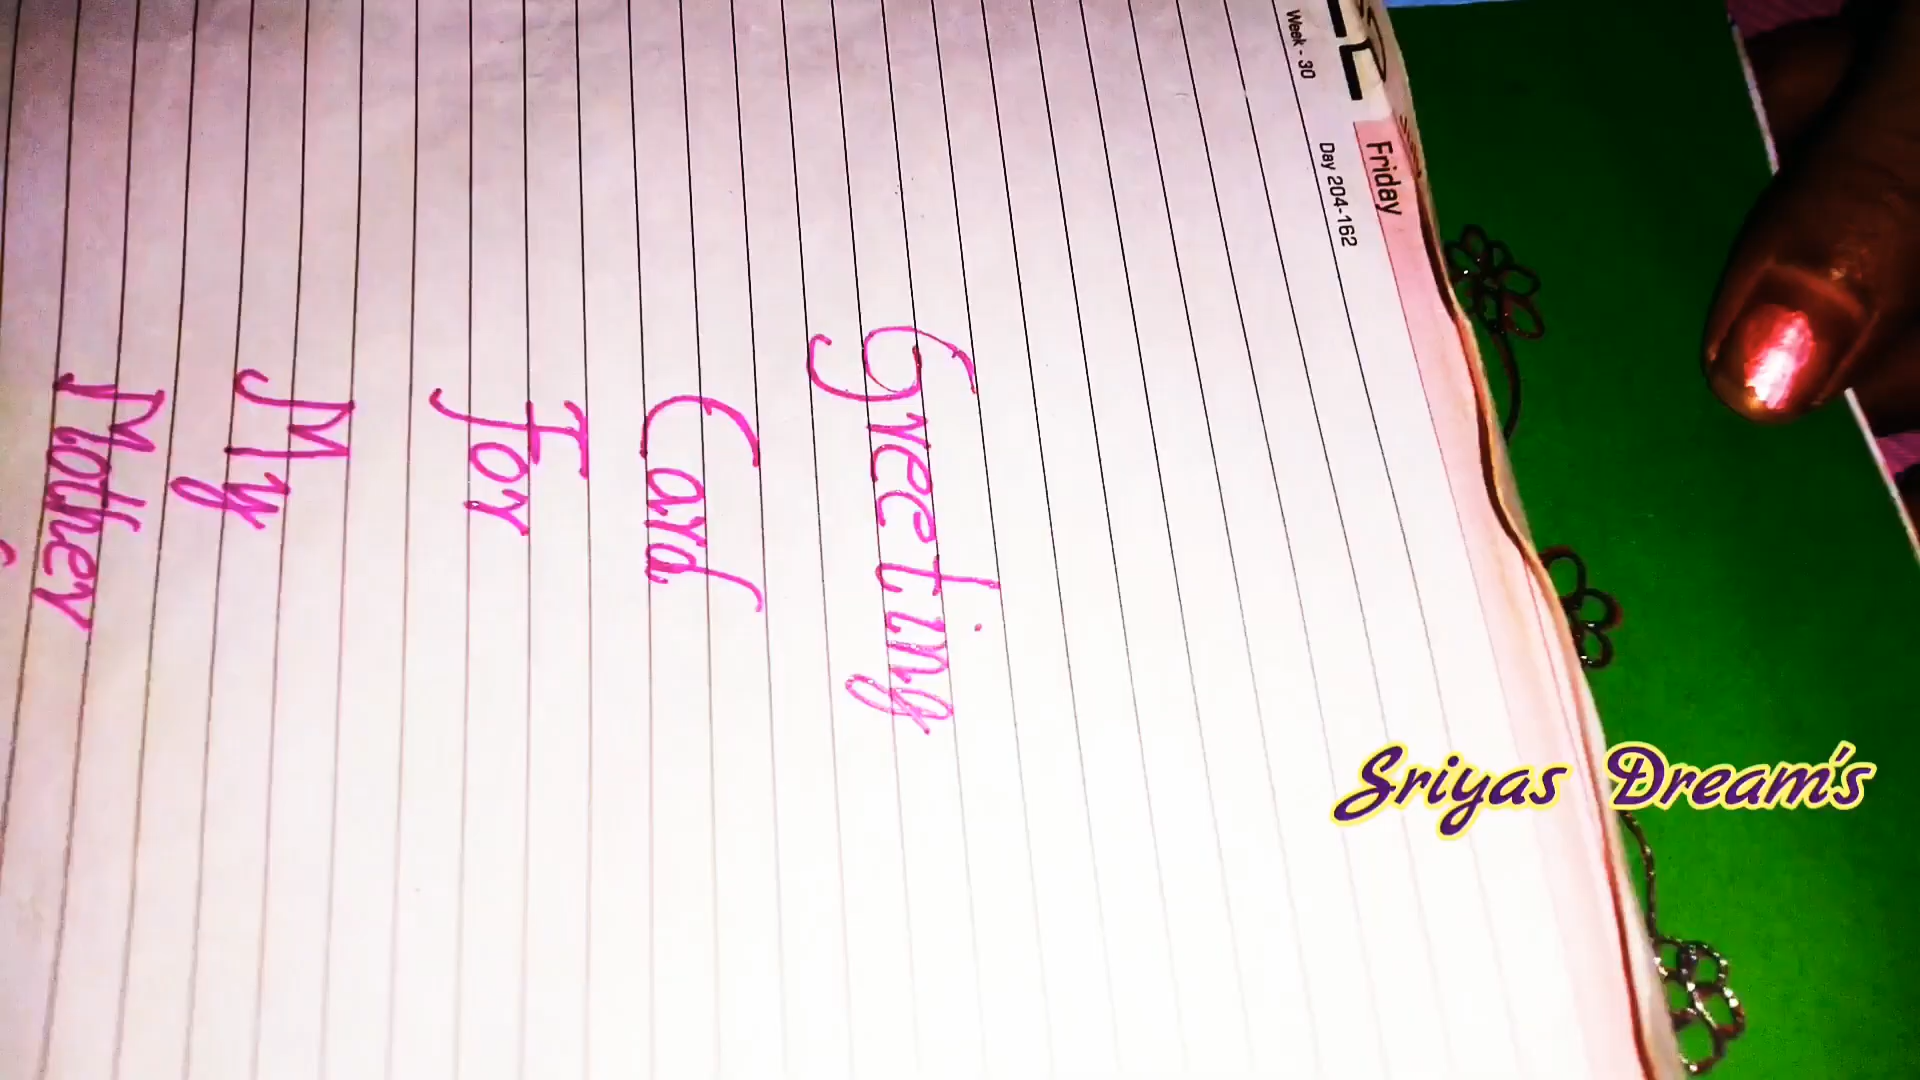 Week - 30
Day 204-162
Friday
Greeting
Card
For
My
Mother
Sriyas Dream's